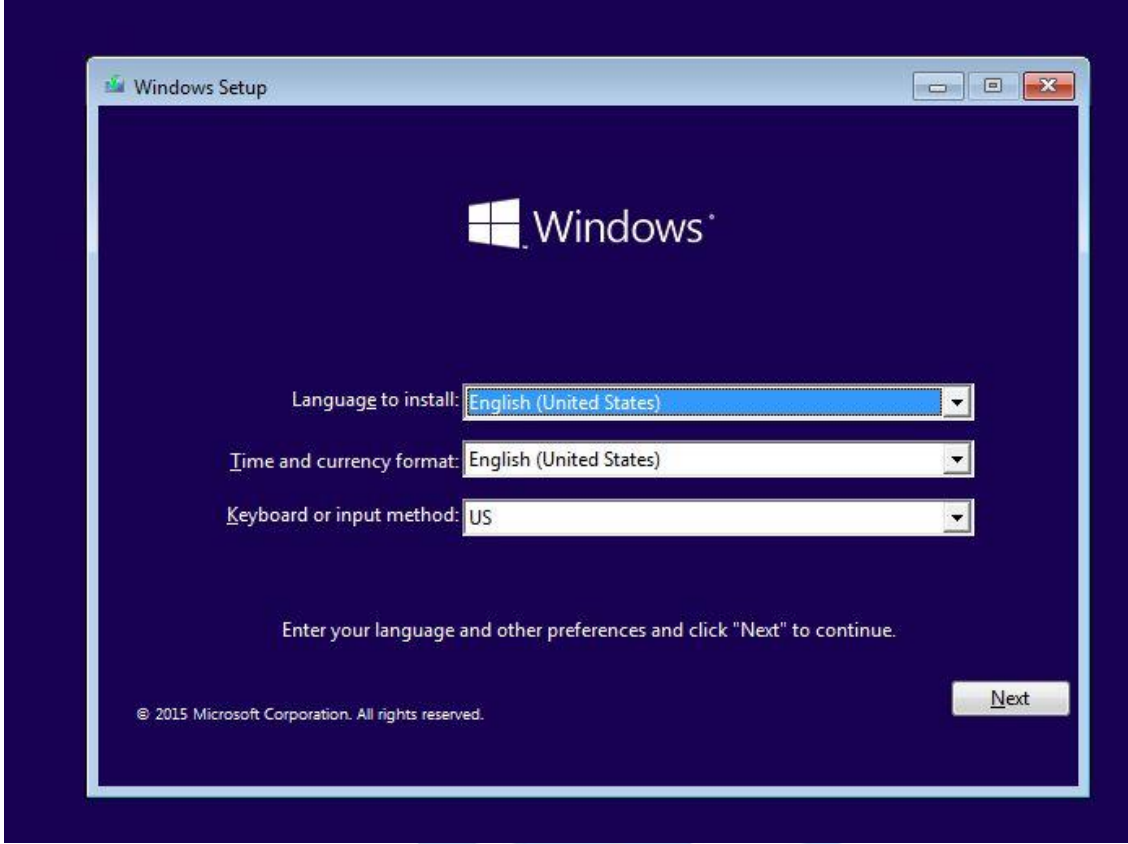 Windows Setup
Windows
Language to install: English (United States)
Time and currency format: English (United States)
Keyboard or input method: US
Enter your language and other preferences and click "Next" to continue.
Next
© 2015 Microsoft Corporation. All rights reserved.